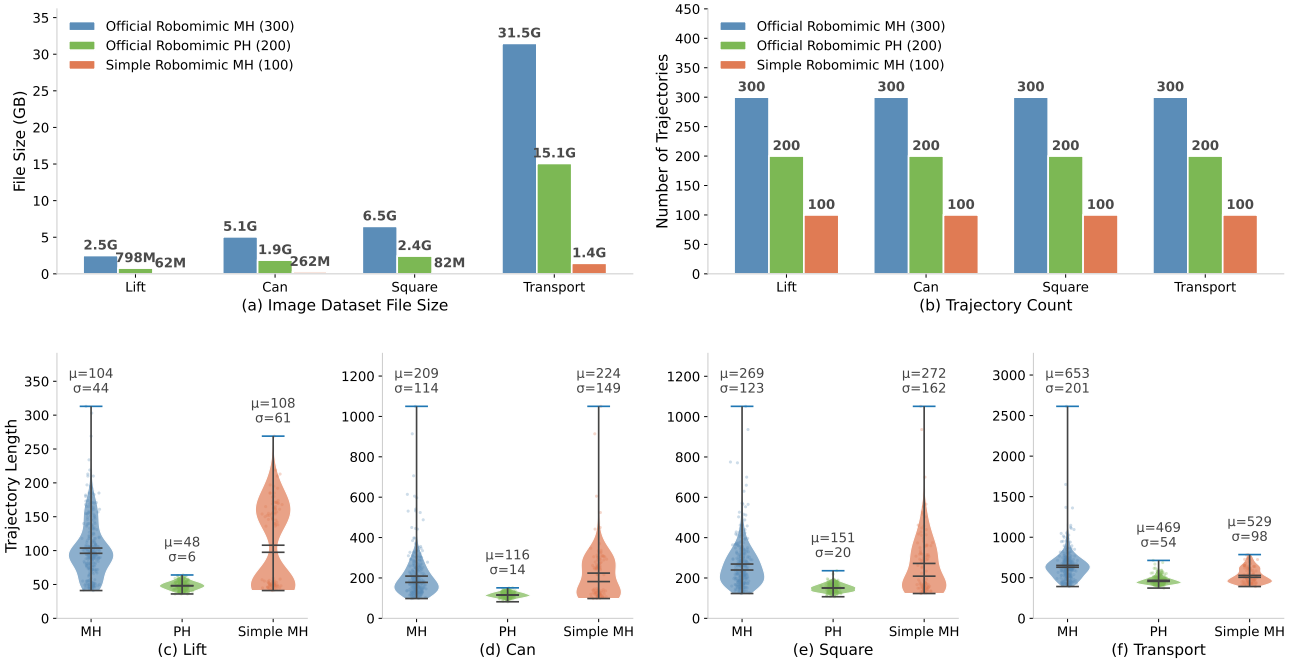 Official Robomimic MH (300)
Official Robomimic PH (200)
Simple Robomimic MH (100)
File Size (GB)
35
30
25
20
15
10
5
0
2.5G
798M
62M
5.1G
1.9G
262M
6.5G
2.4G
82M
31.5G
15.1G
1.4G
Lift
Can
Square
Transport
(a) Image Dataset File Size
Official Robomimic MH (300)
Official Robomimic PH (200)
Simple Robomimic MH (100)
Number of Trajectories
450
400
350
300
250
200
150
100
50
0
300
200
100
300
200
100
300
200
100
300
200
100
Lift
Can
Square
Transport
(b) Trajectory Count
Trajectory Length
350
300
250
200
150
100
50
0
μ=104
σ=44
μ=48
σ=6
μ=108
σ=61
MH
PH
Simple MH
(c) Lift
1200
1000
800
600
400
200
0
μ=209
σ=114
μ=116
σ=14
μ=224
σ=149
MH
PH
Simple MH
(d) Can
1200
1000
800
600
400
200
0
μ=269
σ=123
μ=151
σ=20
μ=272
σ=162
MH
PH
Simple MH
(e) Square
3000
2500
2000
1500
1000
500
0
μ=653
σ=201
μ=469
σ=54
μ=529
σ=98
MH
PH
Simple MH
(f) Transport